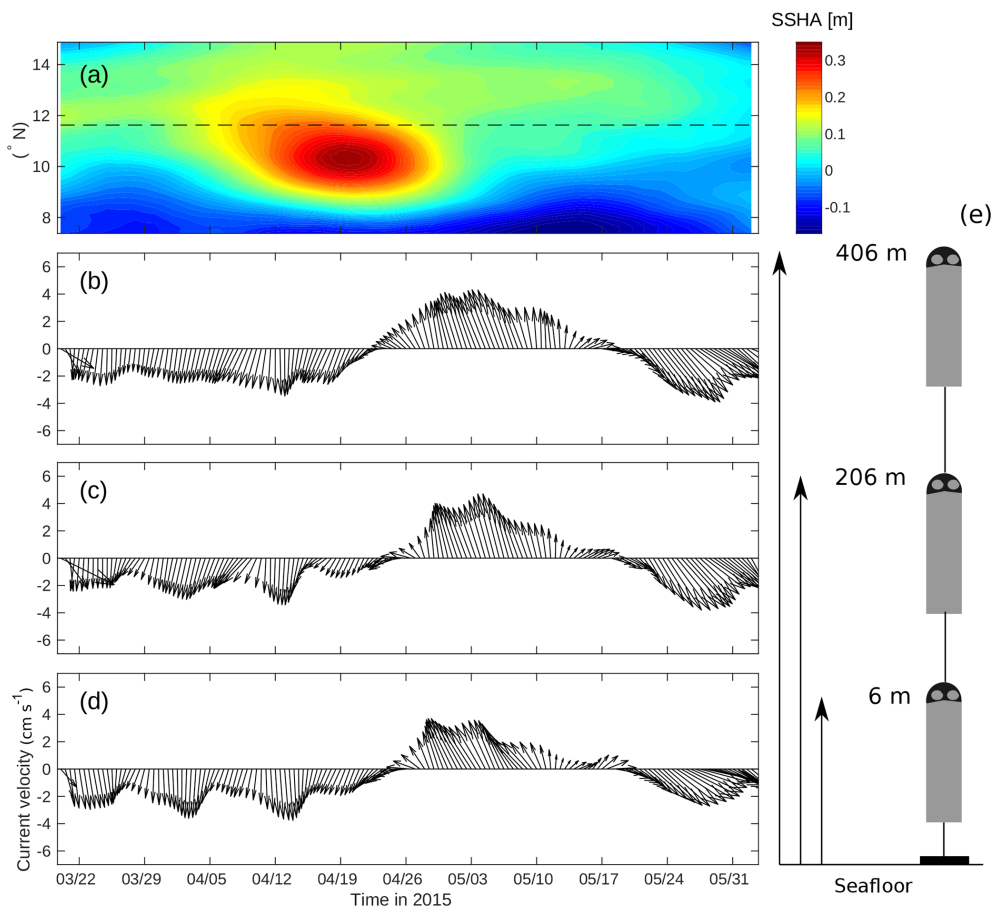 SSHA [m]
(a)
14
12
10
8
( ° N)
0.3
0.2
0.1
0
-0.1
(e)
(b)
6
4
2
0
-2
-4
-6
406 m
(c)
6
4
2
0
-2
-4
-6
206 m
(d)
6
4
2
0
-2
-4
-6
6 m
Current velocity (cm s-1)
03/22 03/29 04/05 04/12 04/19 04/26 05/03 05/10 05/17 05/24 05/31
Time in 2015
Seafloor